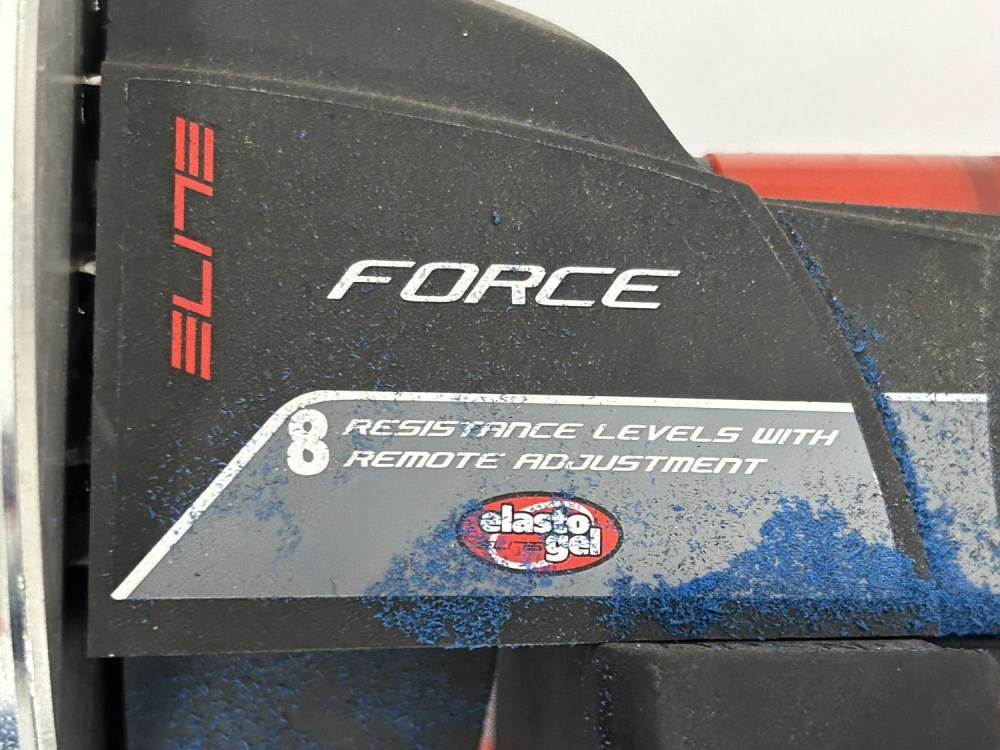 ELITE
FORCE
8 RESISTANCE LEVELS WITH
REMOTE ADJUSTMENT
elasto
gel